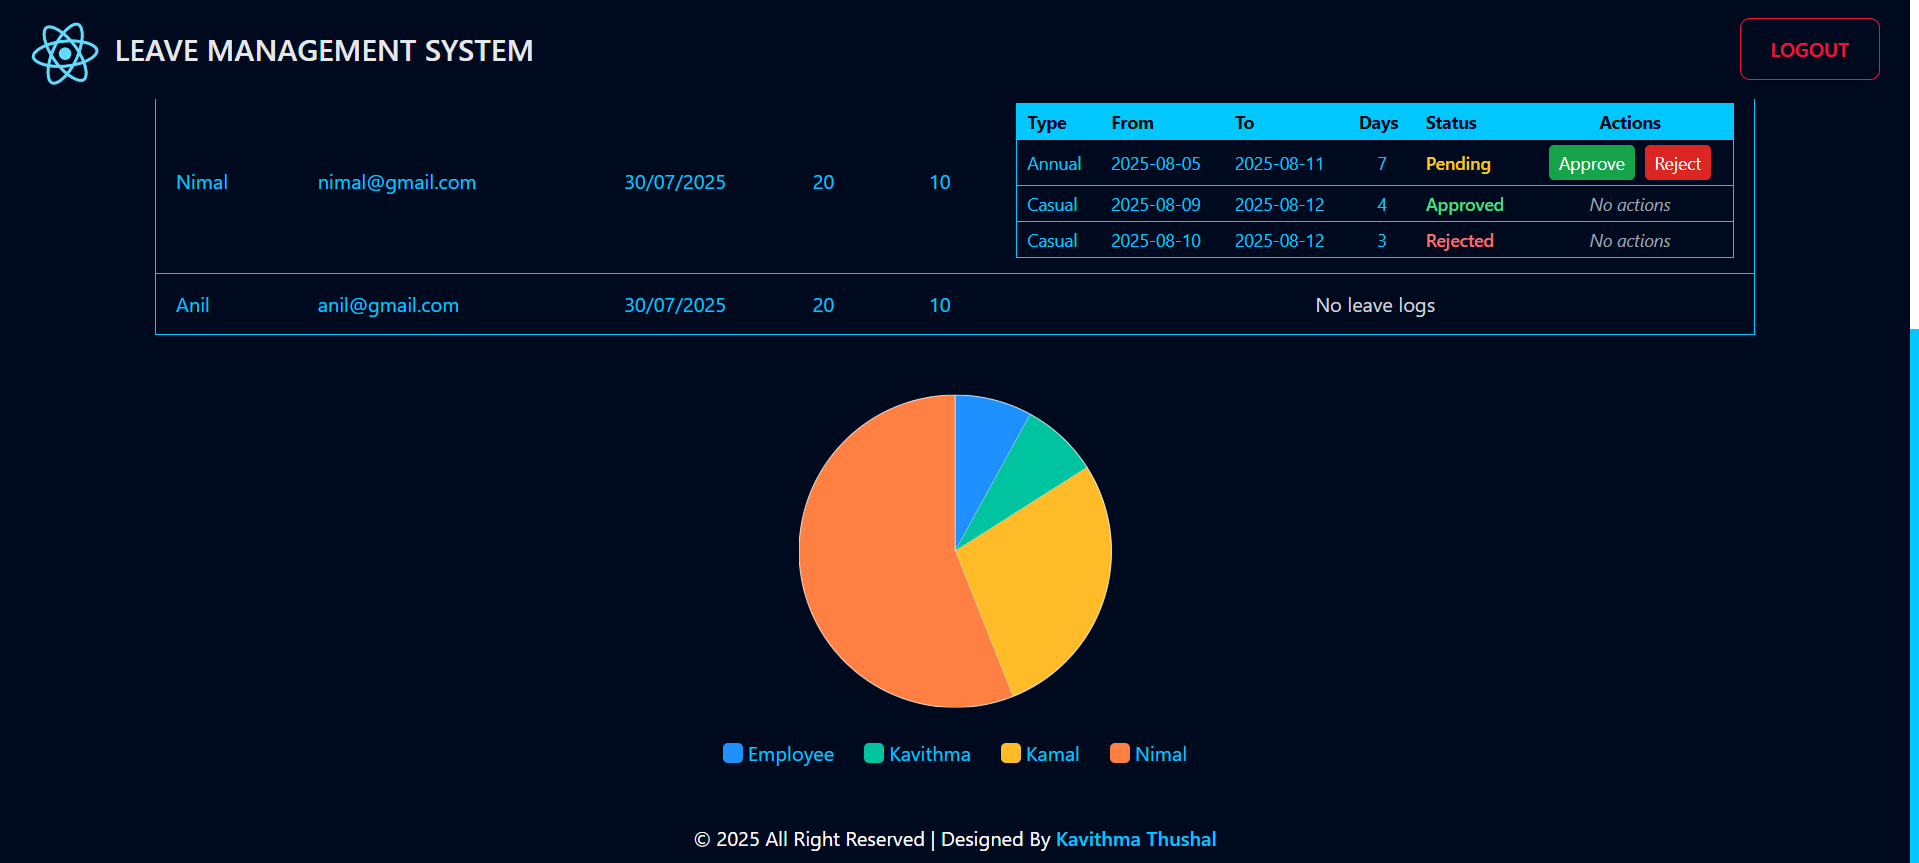 LEAVE MANAGEMENT SYSTEM
LOGOUT
Type From To Days Status Actions
Nimal nimal@gmail.com 30/07/2025 20 10
Annual 2025-08-05 2025-08-11 7 Pending Approve Reject
Casual 2025-08-09 2025-08-12 4 Approved No actions
Casual 2025-08-10 2025-08-12 3 Rejected No actions
Anil anil@gmail.com 30/07/2025 20 10 No leave logs
Employee Kavithma Kamal Nimal
© 2025 All Right Reserved | Designed By Kavithma Thushal